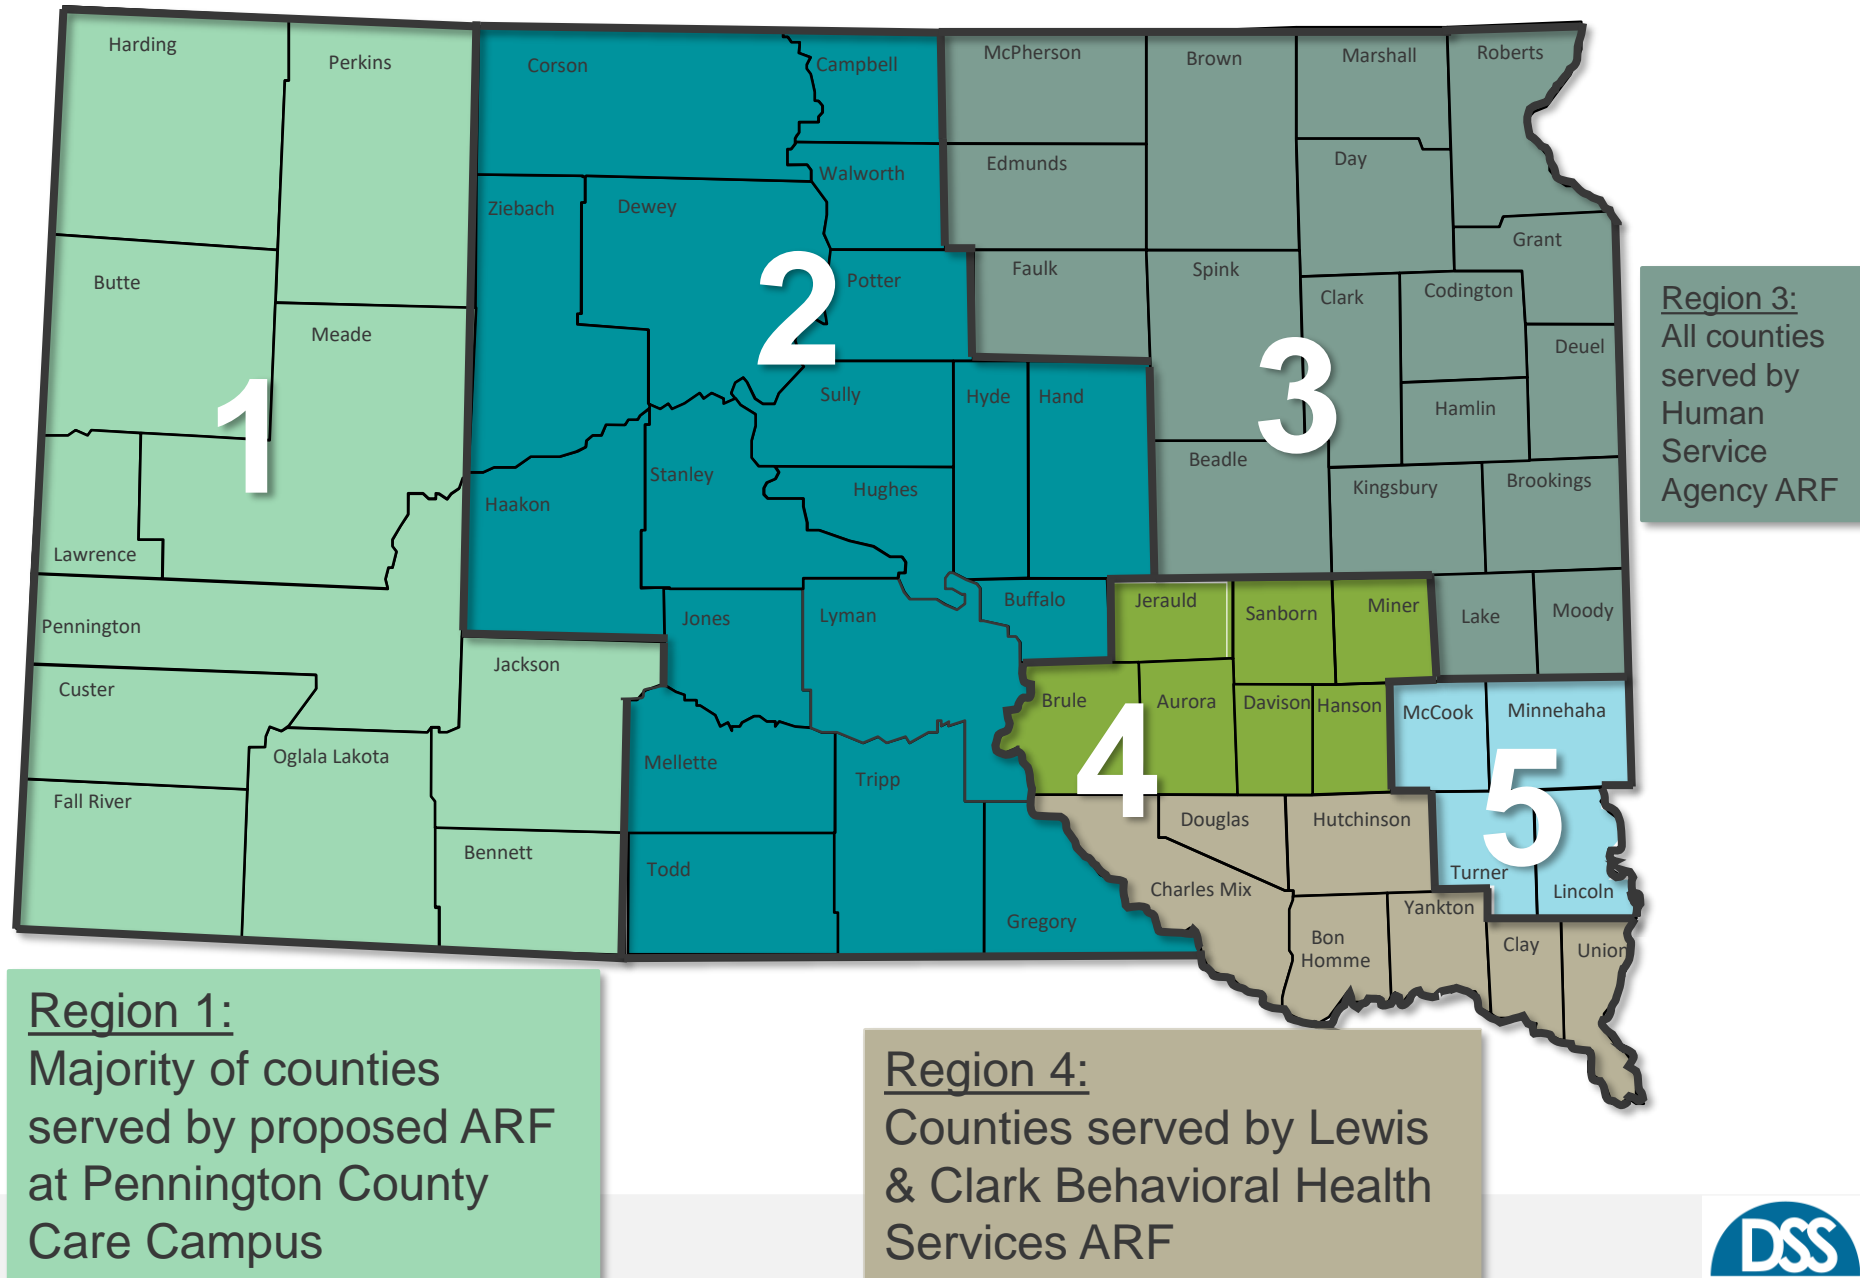 Harding
Perkins
Corson
Campbell
McPherson
Brown
Marshall
Roberts
Ziebach
Dewey
Walworth
Edmunds
Day
Grant
Butte
Meade
2
Potter
Faulk
Spink
Clark
Codington
Deuel
1
Sully
Hyde
Hand
3
Hamlin
Lawrence
Haakon
Stanley
Hughes
Beadle
Kingsbury
Brookings
Pennington
Jones
Lyman
Buffalo
Jerauld
Sanborn
Miner
Lake
Moody
Custer
Jackson
Brule
Aurora
Davison
Hanson
McCook
Minnehaha
Oglala Lakota
Mellette
Tripp
4
5
Fall River
Bennett
Todd
Gregory
Douglas
Hutchinson
Turner
Lincoln
Charles Mix
Yankton
Bon
Homme
Clay
Union
Region 3:
All counties
served by
Human
Service
Agency ARF
Region 1:
Majority of counties
served by proposed ARF
at Pennington County
Care Campus
Region 4:
Counties served by Lewis
& Clark Behavioral Health
Services ARF
DSS